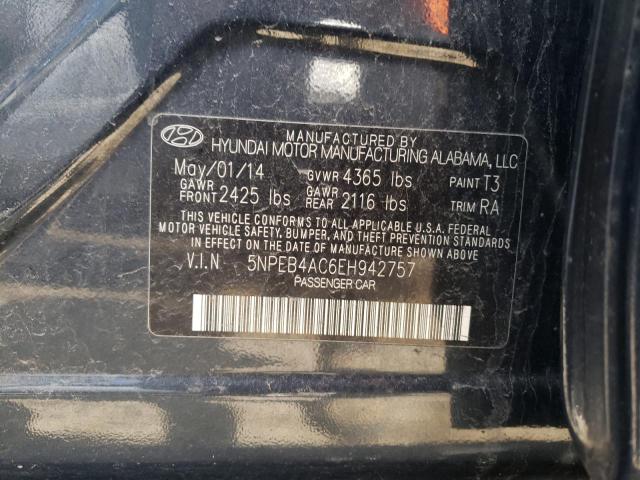 MANUFACTURED BY
HYUNDAI MOTOR MANUFACTURING ALABAMA, LLC
May/01/14 GVWR 4365 lbs PAINT T3
GAWR FRONT 2425 lbs GAWR REAR 2116 lbs TRIM RA
THIS VEHICLE CONFORMS TO ALL APPLICABLE U.S.A. FEDERAL
MOTOR VEHICLE SAFETY, BUMPER, AND THEFT PREVENTION STANDARDS
IN EFFECT ON THE DATE OF MANUFACTURE SHOWN ABOVE
V.I.N 5NPEB4AC6EH942757
PASSENGER CAR